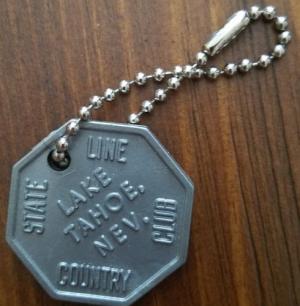 STATE
LINE
COUNTRY
CLUB
LAKE
TAHOE,
NEV.